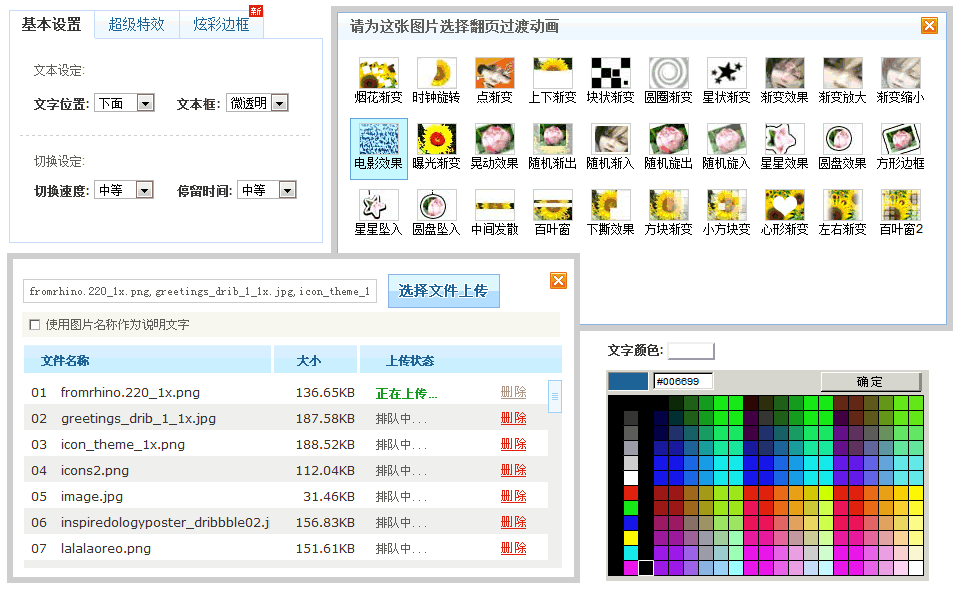 基本设置 超级特效 炫彩边框 新
文本设定:
文字位置: 下面 文本框: 微透明
切换设定:
切换速度: 中等 停留时间: 中等
请为这张图片选择翻页过渡动画
烟花渐变 时钟旋转 点渐变 上下渐变 块状渐变 圆圈渐变 星状渐变 渐变效果 渐变放大 渐变缩小
电影效果 曝光渐变 晃动效果 随机渐出 随机渐入 随机旋出 随机旋入 星星效果 圆盘效果 方形边框
星星坠入 圆盘坠入 中间发散 百叶窗 下撕效果 方块渐变 小方块变 心形渐变 左右渐变 百叶窗2
fromrhino.220_1x.png,greetings_drib_1_1x.jpg,icon_theme_1 选择文件上传
使用图片名称作为说明文字
文件名称 大小 上传状态
01 fromrhino.220_1x.png 136.65KB 正在上传... 删除
02 greetings_drib_1_1x.jpg 187.58KB 排队中... 删除
03 icon_theme_1x.png 188.52KB 排队中... 删除
04 icons2.png 112.04KB 排队中... 删除
05 image.jpg 31.46KB 排队中... 删除
06 inspiredologyposter_dribbble02.j 156.83KB 排队中... 删除
07 lalalaoreo.png 151.61KB 排队中... 删除
文字颜色:
#006699 确定